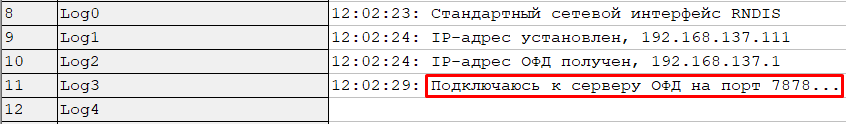 8 Log0 12:02:23: Стандартный сетевой интерфейс RNDIS
9 Log1 12:02:24: IP-адрес установлен, 192.168.137.111
10 Log2 12:02:24: IP-адрес ОФД получен, 192.168.137.1
11 Log3 12:02:29: Подключаюсь к серверу ОФД на порт 7878...
12 Log4